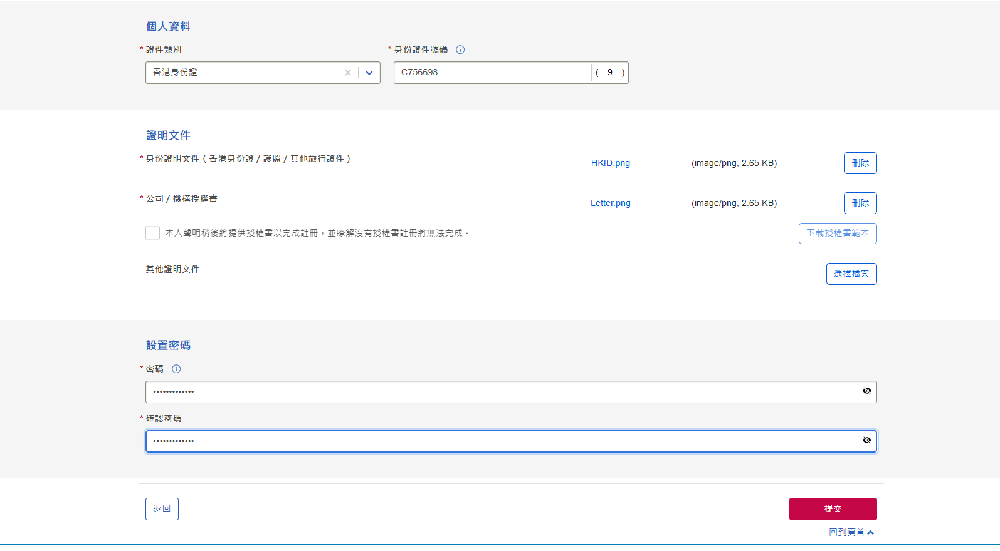 個人資料
* 證件類別
* 身份證件號碼
香港身份證
C756698 ( 9 )
證明文件
* 身份證明文件 ( 香港身份證 / 護照 / 其他旅行證件 )
HKID.png (image/png, 2.65 KB) 刪除
* 公司 / 機構授權書
Letter.png (image/png, 2.65 KB) 刪除
本人聲明稍後將提供授權書以完成註冊，並瞭解沒有授權書註冊將無法完成。
下載授權書範本
其他證明文件
選擇檔案
設置密碼
* 密碼
•••••••••••••
* 確認密碼
•••••••••••••
返回
提交
回到頁首